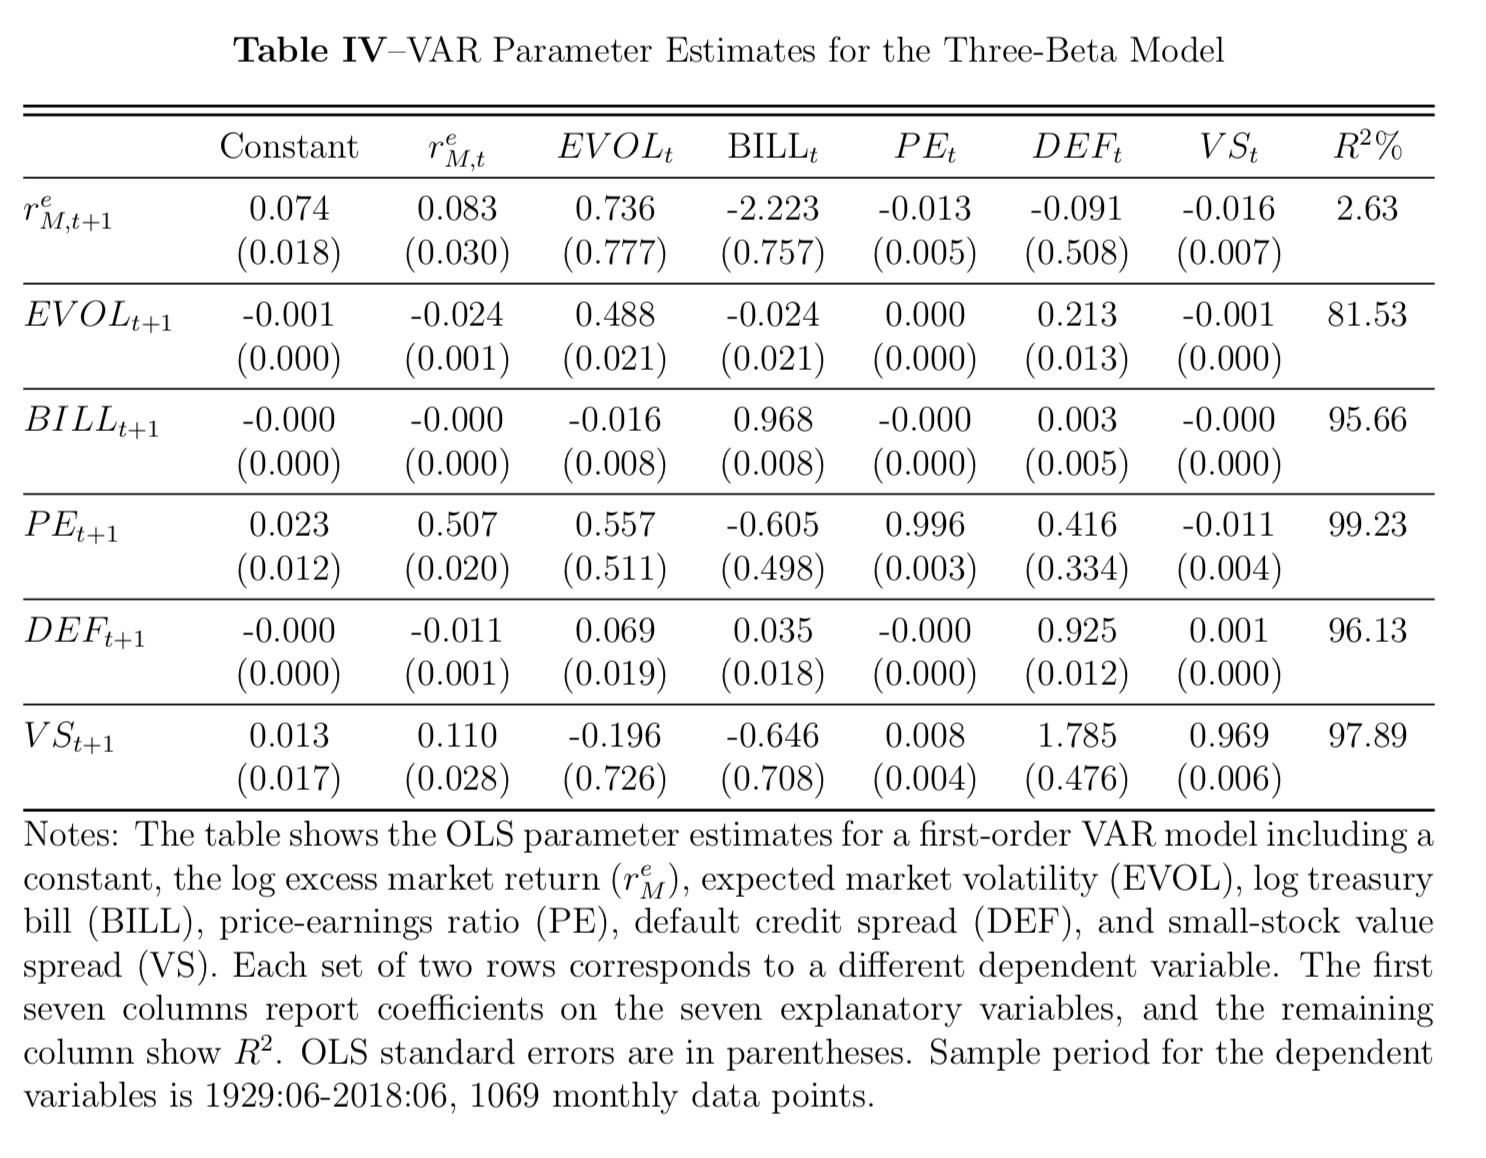 Table IV–VAR Parameter Estimates for the Three-Beta Model
Constant r^e_{M,t} EVOL_t BILL_t PE_t DEF_t VS_t R²%
r^e_{M,t+1} 0.074 0.083 0.736 -2.223 -0.013 -0.091 -0.016 2.63
(0.018) (0.030) (0.777) (0.757) (0.005) (0.508) (0.007)
EVOL_{t+1} -0.001 -0.024 0.488 -0.024 0.000 0.213 -0.001 81.53
(0.000) (0.001) (0.021) (0.021) (0.000) (0.013) (0.000)
BILL_{t+1} -0.000 -0.000 -0.016 0.968 -0.000 0.003 -0.000 95.66
(0.000) (0.000) (0.008) (0.008) (0.000) (0.005) (0.000)
PE_{t+1} 0.023 0.507 0.557 -0.605 0.996 0.416 -0.011 99.23
(0.012) (0.020) (0.511) (0.498) (0.003) (0.334) (0.004)
DEF_{t+1} -0.000 -0.011 0.069 0.035 -0.000 0.925 0.001 96.13
(0.000) (0.001) (0.019) (0.018) (0.000) (0.012) (0.000)
VS_{t+1} 0.013 0.110 -0.196 -0.646 0.008 1.785 0.969 97.89
(0.017) (0.028) (0.726) (0.708) (0.004) (0.476) (0.006)
Notes: The table shows the OLS parameter estimates for a first-order VAR model including a
constant, the log excess market return (r^e_M), expected market volatility (EVOL), log treasury
bill (BILL), price-earnings ratio (PE), default credit spread (DEF), and small-stock value
spread (VS). Each set of two rows corresponds to a different dependent variable. The first
seven columns report coefficients on the seven explanatory variables, and the remaining
column show R². OLS standard errors are in parentheses. Sample period for the dependent
variables is 1929:06-2018:06, 1069 monthly data points.